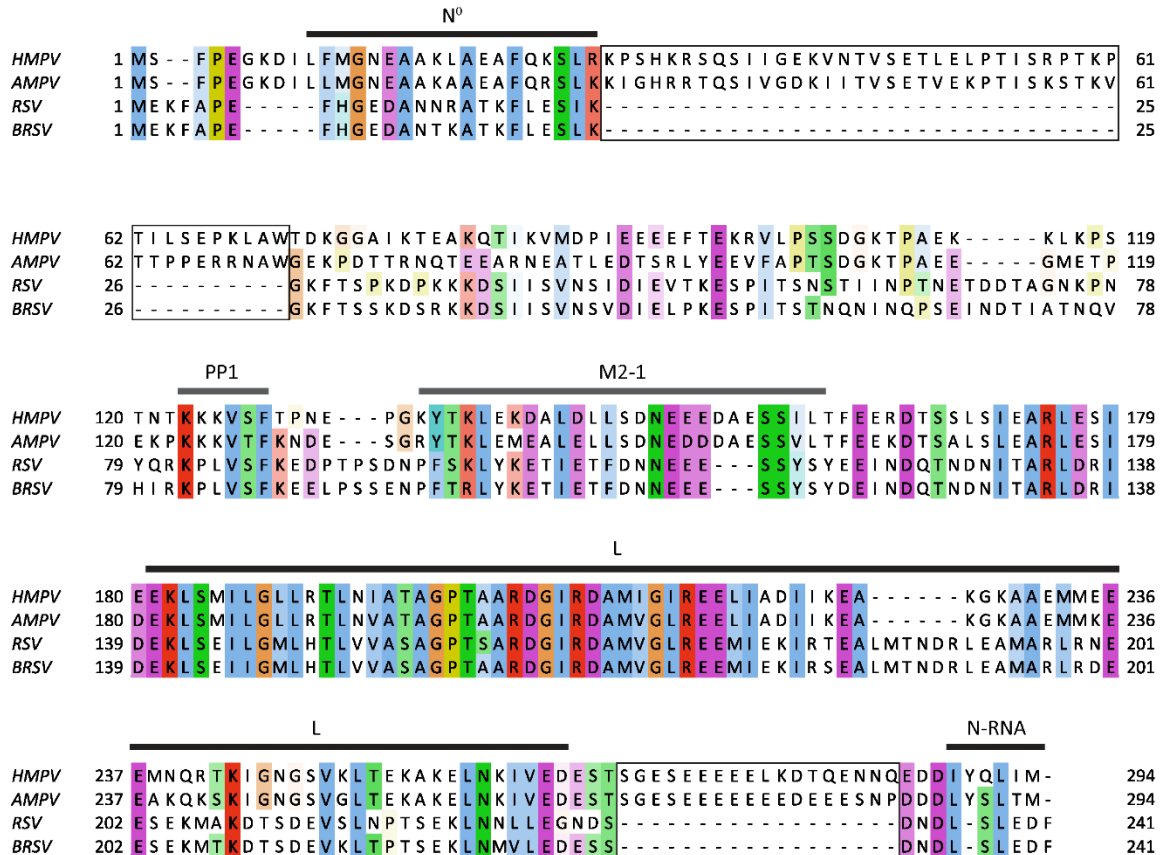 N⁰
HMPV 1 MS--FPEGKDILFMGNEAAKLAEAFQKSLRKPSHKRSQSIIGEKVNTVSETLELPTISRPTKP 61
AMPV 1 MS--FPEGKDILLMGNEAAKAAEAFQRSLKKIGHRRTQSIVGDKIITVSETVEKPTISKSTKV 61
RSV 1 MEKFAPE-----FHGEDANNRATKFLESIK--------------------------------- 25
BRSV 1 MEKFAPE-----FHGEDANTKATKFLESLK--------------------------------- 25
HMPV 62 TILSEPKLAWTDKGGAIKTEAKQTIKVMDPIEEEEFTEKRVLPSSDGKTPAEK-----KLKPS 119
AMPV 62 TTPPERRNAWGEKPDTTRNQTEEARNEATLEDTSRLYEEVFAPTSDGKTPAEE-----GMETP 119
RSV 26 ----------GKFTSPKDPKKKDSIISVNSIDIEVTKESPITSNSTIINPTNETDDTAGNKPN 78
BRSV 26 ----------GKFTSSKDSRKKDSIISVNSVDIELPKESPITSTNQNINQPSEINDTIATNQV 78
PP1 M2-1
HMPV 120 TNTKKKVSFTPNE---PGKYTKLEKDALDLLSDNEEEDAESSILTFEERDTSSLSIEARLESI 179
AMPV 120 EKPKKKVTFKNDE---SGRYTKLEMEALELLSDNEDDDAESSVLTFEEKDTSALSLEARLESI 179
RSV 79 YQRKPLVSFKEDPTPSDNPFSKLYKETIETFDNNEEE---SSYSYEEINDQTNDNITARLDRI 138
BRSV 79 HIRKPLVSFKEELPSSENPFTRLYKETIETFDNNEEE---SSYSYDEINDQTNDNITARLDRI 138
L
HMPV 180 EEKLSMILGLLRTLNIATAGPTAARDGIRDAMIGIREELIADIIKEA------KGKAAEMMEE 236
AMPV 180 DEKLSMILGLLRTLNVATAGPTAARDGIRDAMIGIREELIADIIKEA------KGKAAEMMKE 236
RSV 139 DEKLSEILGMLHTLVVASAGPTSARDGIRDAMVGLREEMIEKIRTEALMTNDRLEAMARLRNE 201
BRSV 139 DEKLSEIIGMLHTLVVASAGPTAARDGIRDAMVGLREEMIEKIRSEALMTNDRLEAMARLRDE 201
L N-RNA
HMPV 237 EMNQRTKIGNGSVKLTEKAKELNKIVEDESTSGESEEEEELKDTQENNQEDDIYQLIM- 294
AMPV 237 EAKQKSKIGNGSVGLTEKAKELNKIVEDESTSGESEEEEEEEDEEESNPDDDLYSLTM- 294
RSV 202 ESEKMAKDTSDEVSLNPTSEKLNNLLEGNDS------------------DNDL-SLEDF 241
BRSV 202 ESEKMTKDTSDEVKLTPTSEKLNMVLEDESS------------------DNDL-SLEDF 241